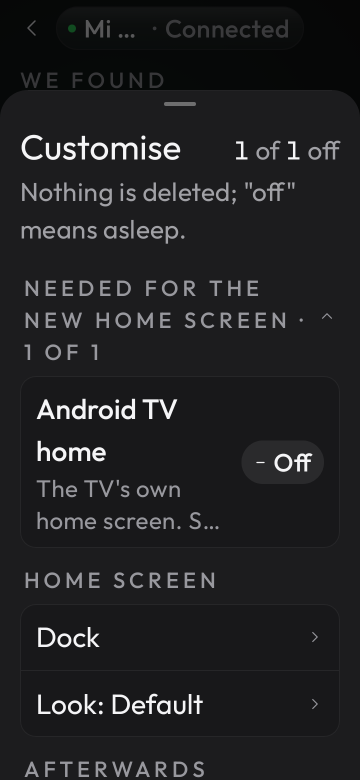 Mi ... · Connected
WE FOUND
Customise 1 of 1 off
Nothing is deleted; "off"
means asleep.
NEEDED FOR THE
NEW HOME SCREEN ·
1 OF 1
Android TV
home
The TV's own
home screen. S...
– Off
HOME SCREEN
Dock
Look: Default
AFTERWARDS